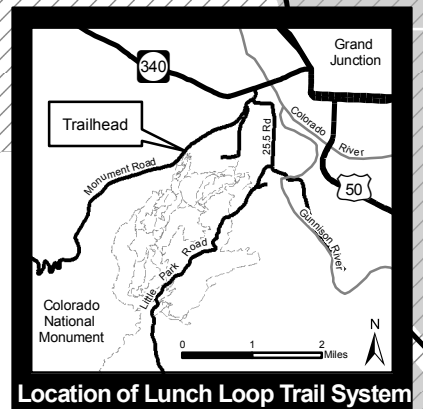 340
Grand
Junction
Trailhead
Colorado
River
25.5 Rd
Monument Road
50
Gunnison River
Little Park Road
Colorado
National
Monument
N
0 1 2
Miles
Location of Lunch Loop Trail System